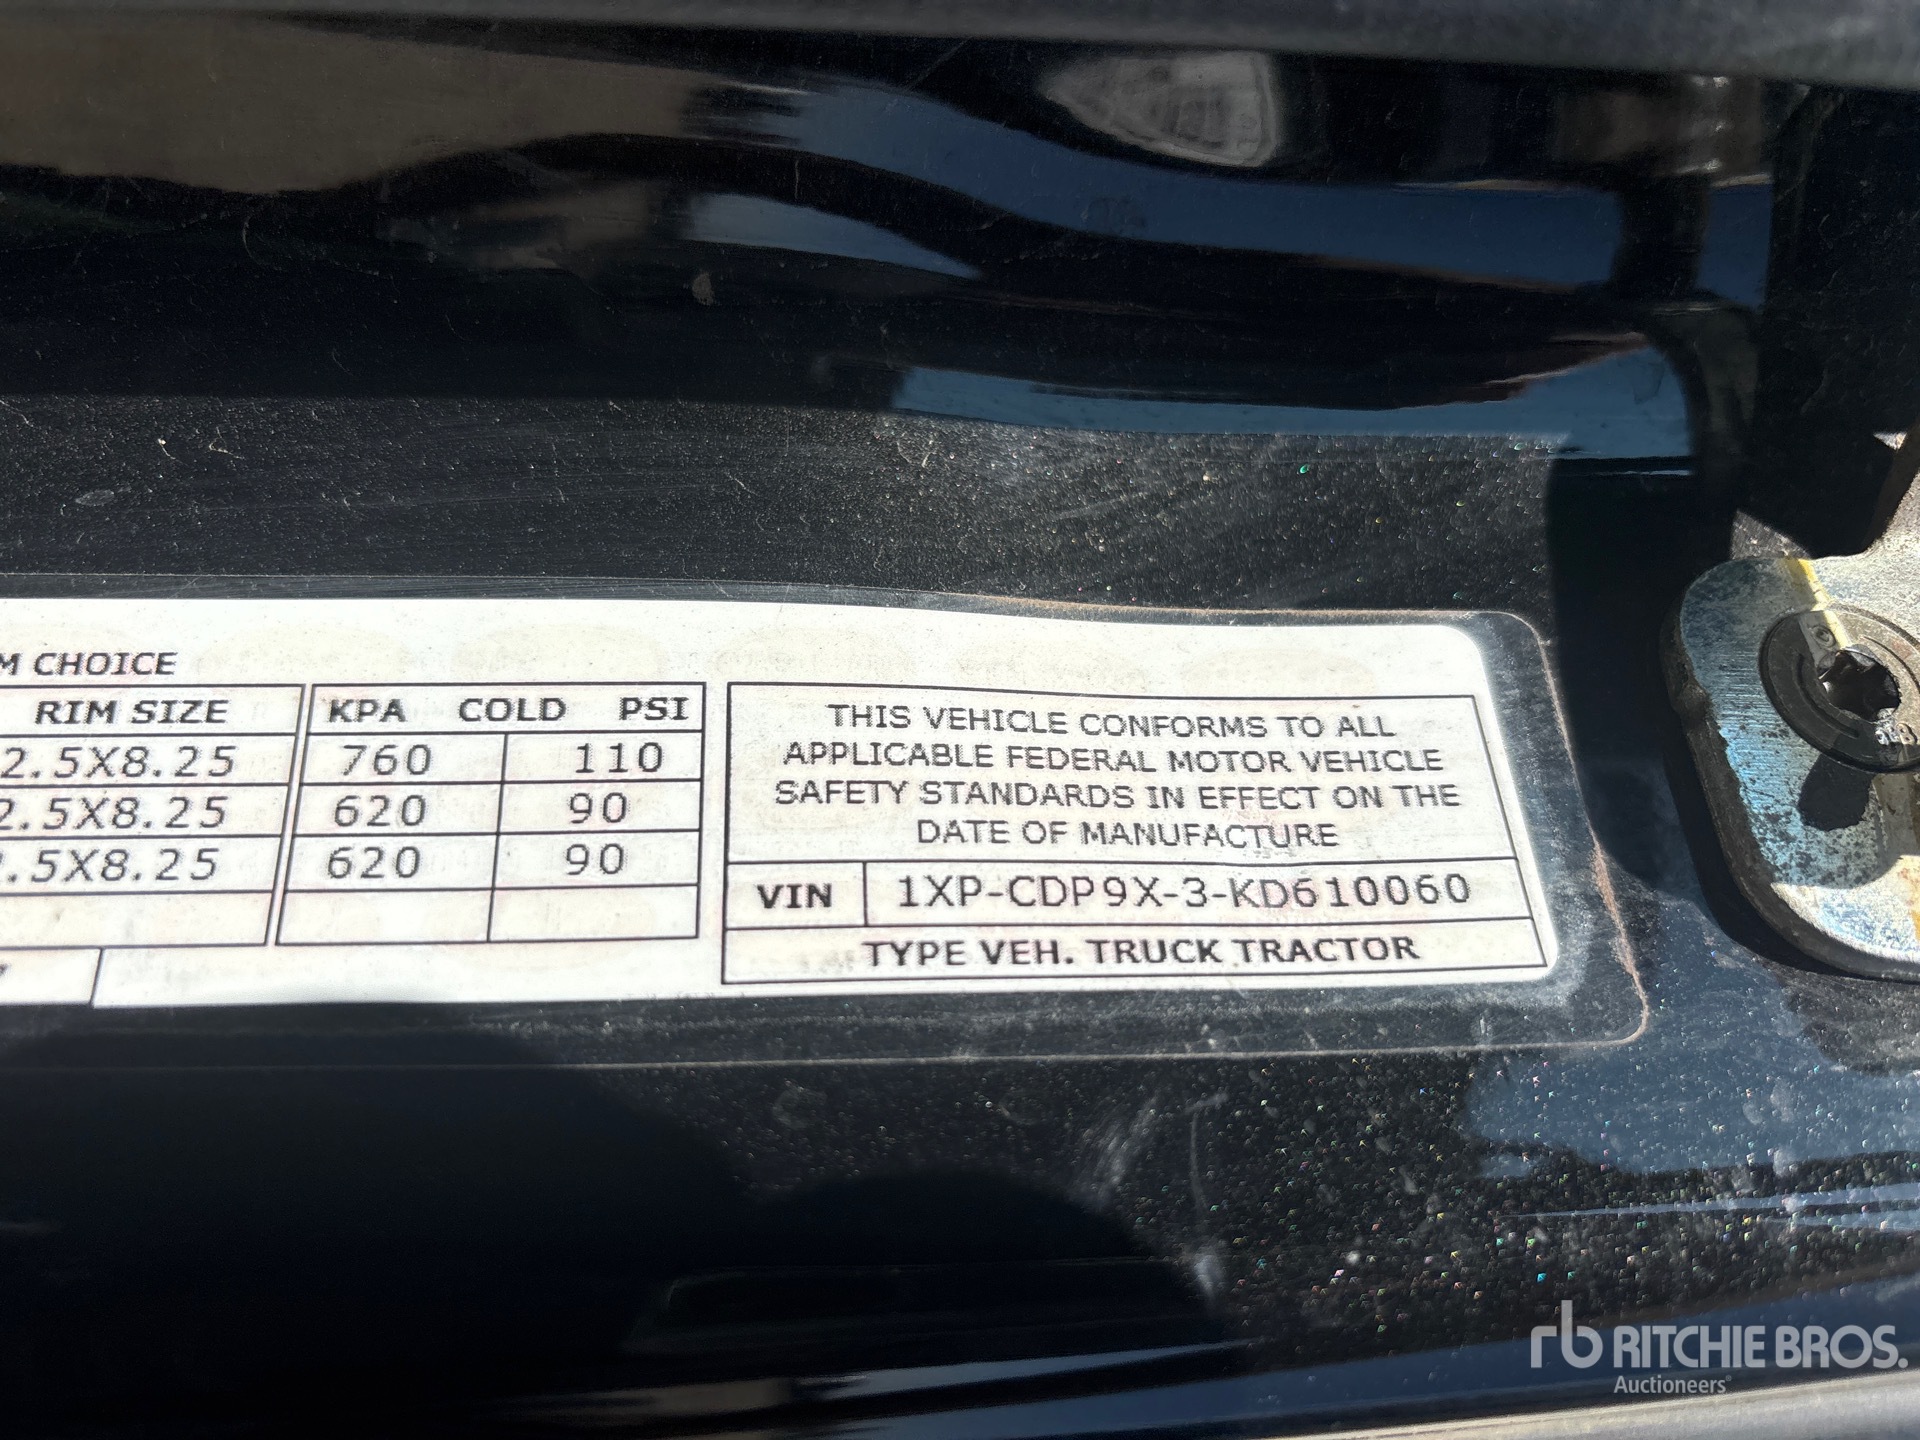 M CHOICE
RIM SIZE KPA COLD PSI
2.5X8.25 760 110
2.5X8.25 620 90
.5X8.25 620 90
THIS VEHICLE CONFORMS TO ALL
APPLICABLE FEDERAL MOTOR VEHICLE
SAFETY STANDARDS IN EFFECT ON THE
DATE OF MANUFACTURE
VIN 1XP-CDP9X-3-KD610060
TYPE VEH. TRUCK TRACTOR
rb RITCHIE BROS.
Auctioneers